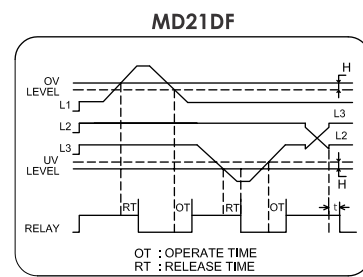 MD21DF
OV
LEVEL
H
L1
L2
L3
L3
L2
UV
LEVEL
H
RT
OT
RT
OT
t
RELAY
OT : OPERATE TIME
RT : RELEASE TIME